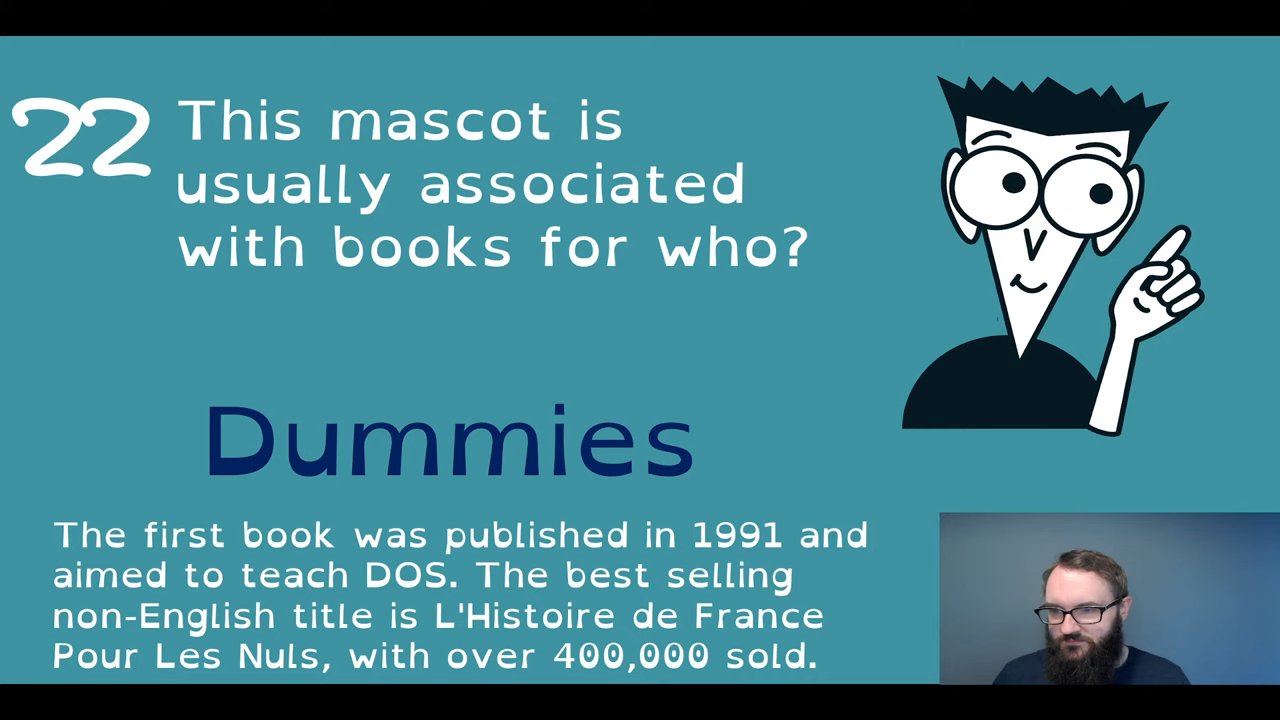 22
This mascot is
usually associated
with books for who?
Dummies
The first book was published in 1991 and
aimed to teach DOS. The best selling
non-English title is L'Histoire de France
Pour Les Nuls, with over 400,000 sold.